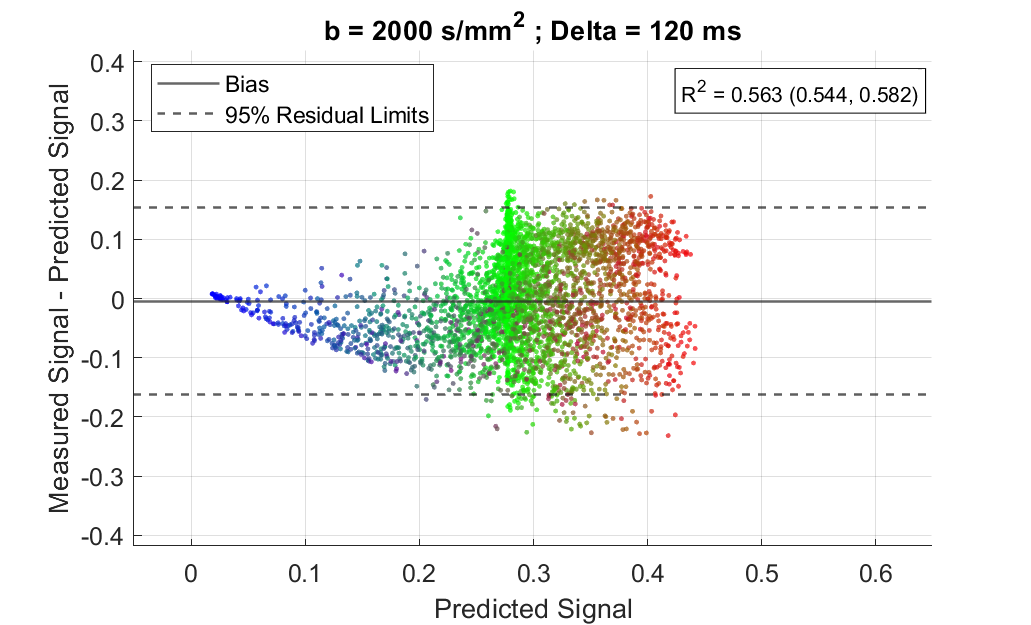 b = 2000 s/mm² ; Delta = 120 ms
Bias
95% Residual Limits
R² = 0.563 (0.544, 0.582)
Measured Signal - Predicted Signal
0.4
0.3
0.2
0.1
0
-0.1
-0.2
-0.3
-0.4
0 0.1 0.2 0.3 0.4 0.5 0.6
Predicted Signal